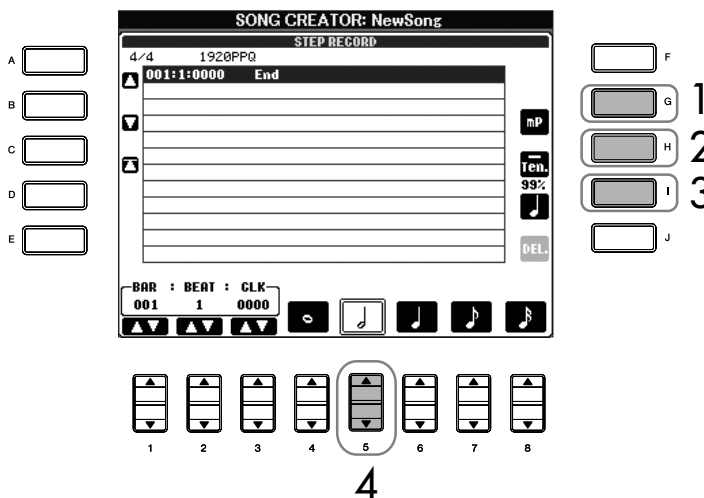 SONG CREATOR: NewSong
STEP RECORD
4/4 1920PPQ
001:1:0000 End
A
B
C
D
E
F
G 1
H 2
I 3
J
mP
Ten.
99%
DEL.
BAR : BEAT : CLK
001 1 0000
1 2 3 4 5 6 7 8
4